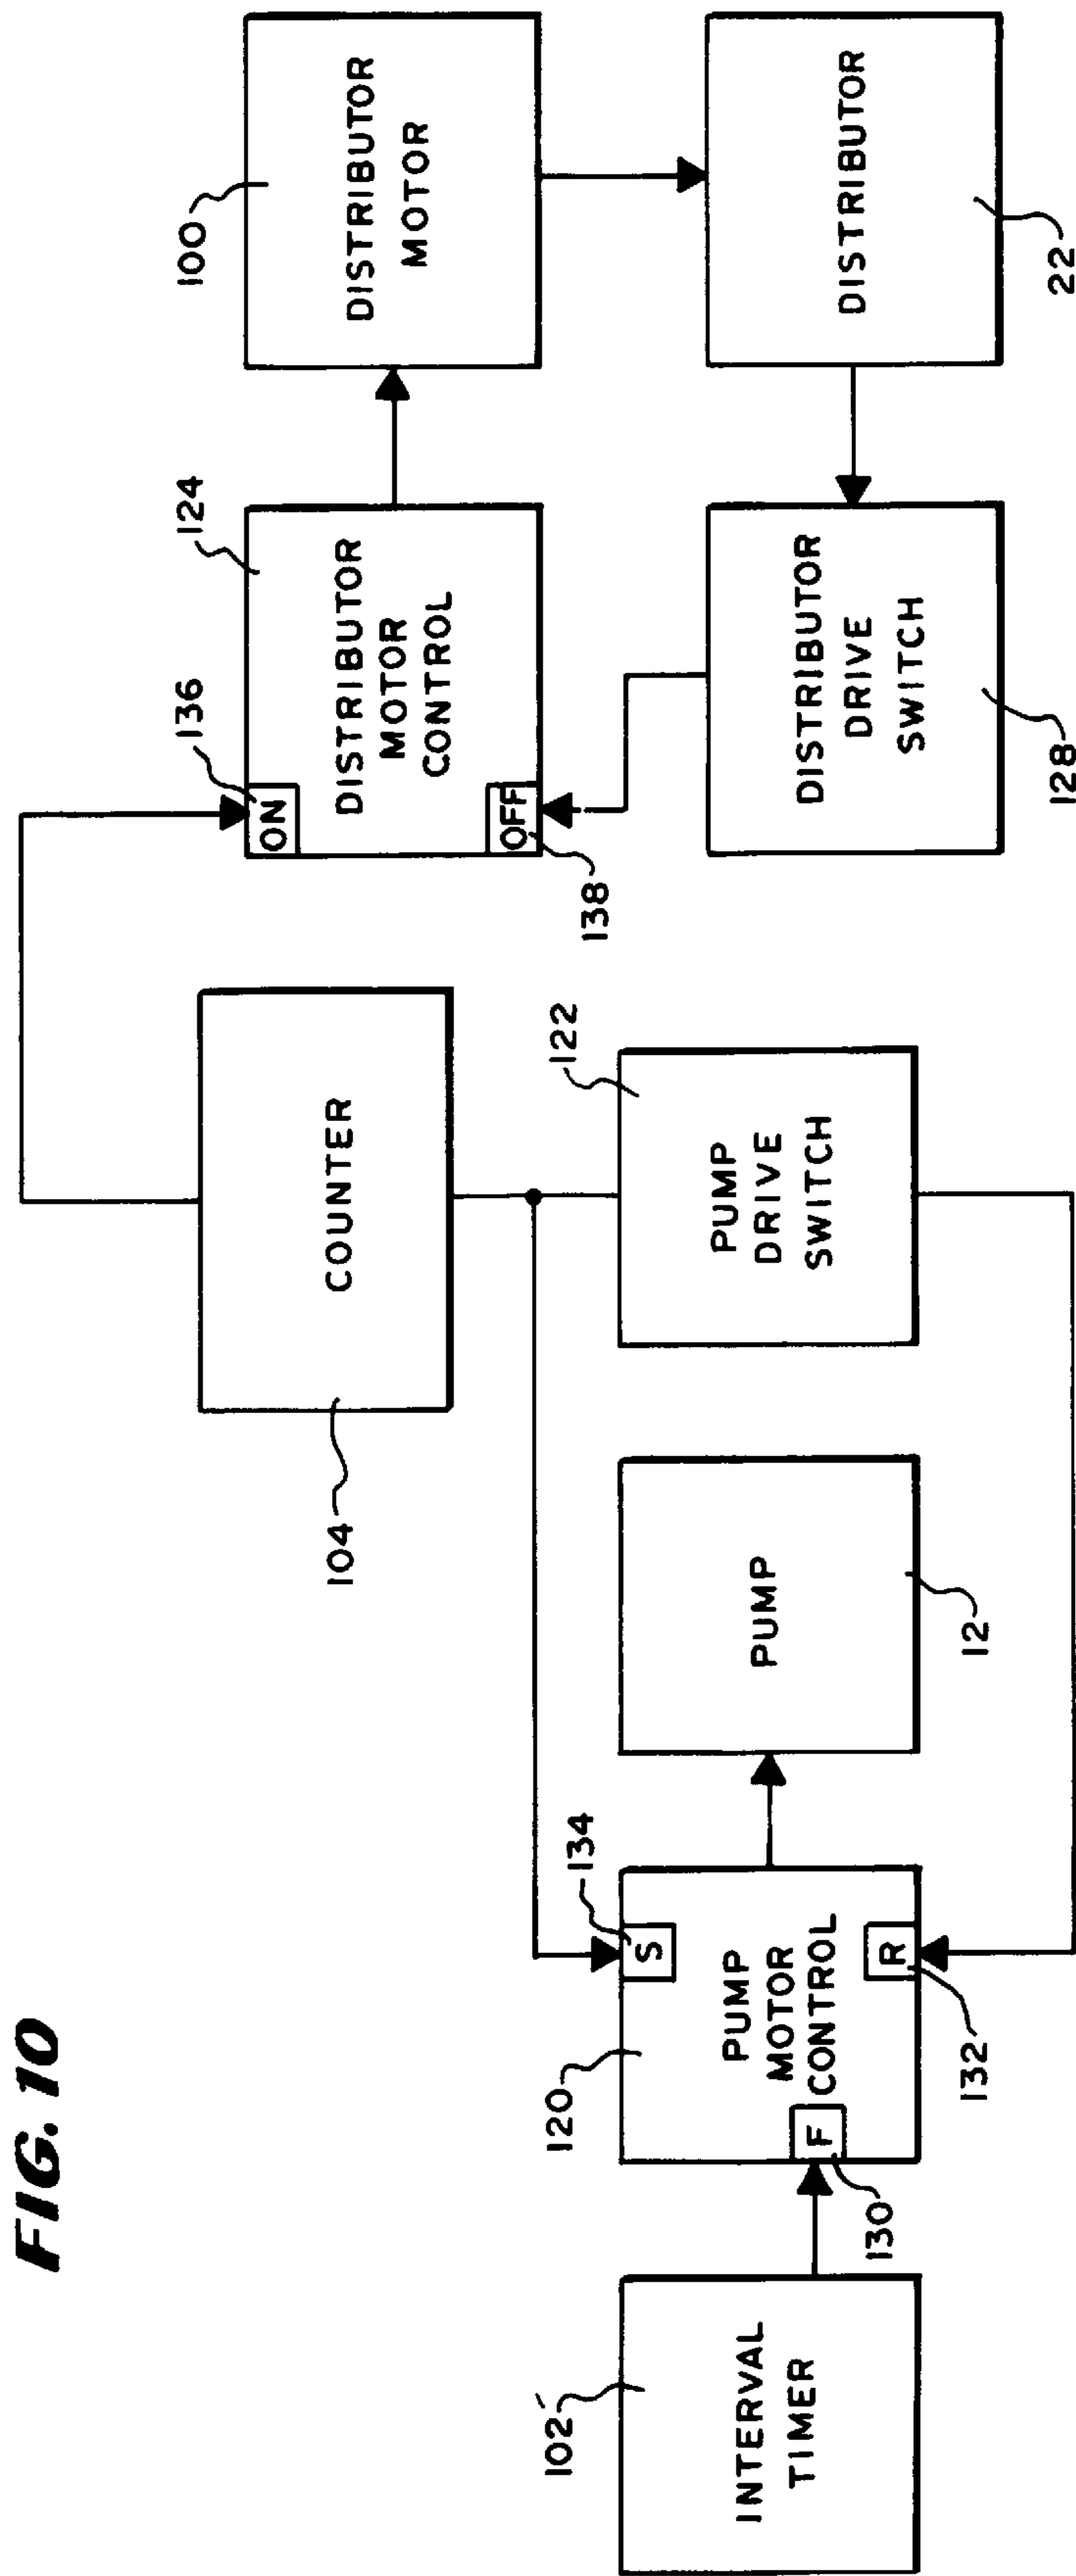 FIG. 10
INTERVAL
TIMER
102
F
130
PUMP
MOTOR
CONTROL
120
S
134
R
132
PUMP
12
COUNTER
104
PUMP
DRIVE
SWITCH
122
ON
136
OFF
138
DISTRIBUTOR
MOTOR
CONTROL
124
DISTRIBUTOR
MOTOR
100
DISTRIBUTOR
DRIVE
SWITCH
128
DISTRIBUTOR
22